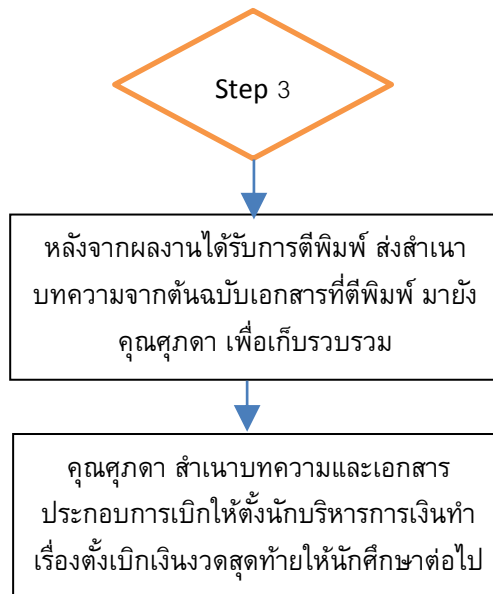 Step 3
หลังจากผลงานได้รับการตีพิมพ์ ส่งสำเนา
บทความจากต้นฉบับเอกสารที่ตีพิมพ์ มายัง
คุณศุภดา เพื่อเก็บรวบรวม
คุณศุภดา สำเนาบทความและเอกสาร
ประกอบการเบิกให้ตั้งนักบริหารการเงินทำ
เรื่องตั้งเบิกเงินงวดสุดท้ายให้นักศึกษาต่อไป